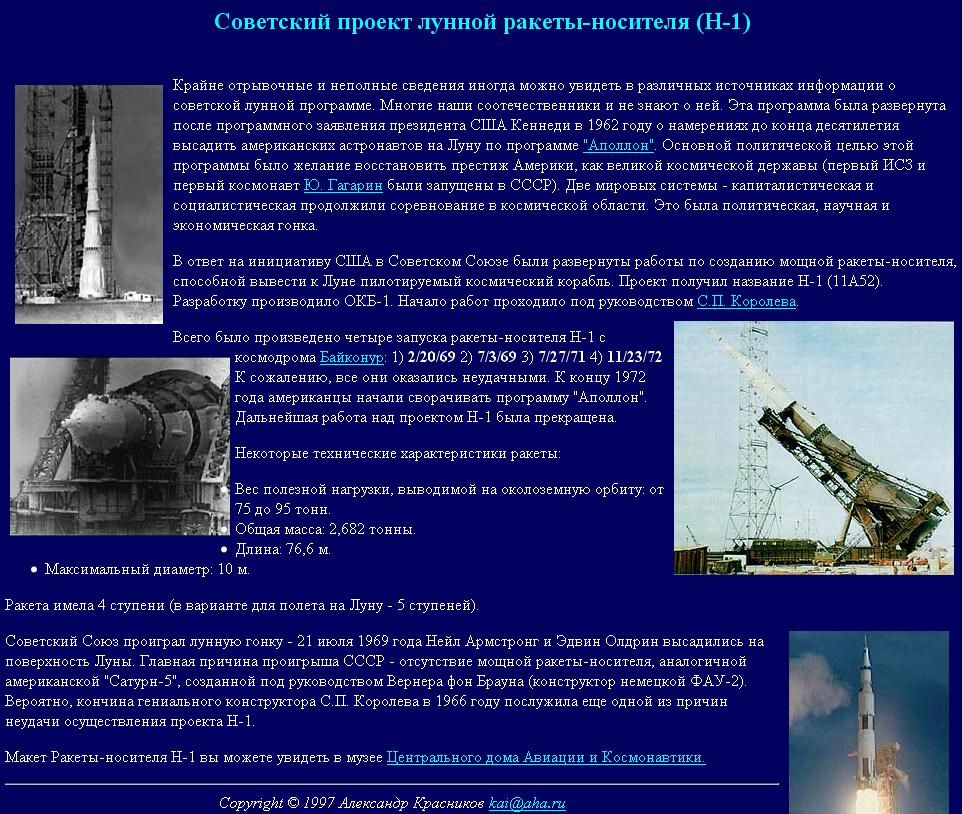 Советский проект лунной ракеты-носителя (Н-1)
Крайне отрывочные и неполные сведения иногда можно увидеть в различных источниках информации о
советской лунной программе. Многие наши соотечественники и не знают о ней. Эта программа была развернута
после программного заявления президента США Кеннеди в 1962 году о намерениях до конца десятилетия
высадить американских астронавтов на Луну по программе "Аполлон". Основной политической целью этой
программы было желание восстановить престиж Америки, как великой космической державы (первый ИСЗ и
первый космонавт Ю. Гагарин были запущены в СССР). Две мировых системы - капиталистическая и
социалистическая продолжили соревнование в космической области. Это была политическая, научная и
экономическая гонка.
В ответ на инициативу США в Советском Союзе были развернуты работы по созданию мощной ракеты-носителя,
способной вывести к Луне пилотируемый космический корабль. Проект получил название Н-1 (11А52).
Разработку производило ОКБ-1. Начало работ проходило под руководством С.П. Королева.
Всего было произведено четыре запуска ракеты-носителя Н-1 с
космодрома Байконур: 1) 2/20/69 2) 7/3/69 3) 7/27/71 4) 11/23/72
К сожалению, все они оказались неудачными. К концу 1972
года американцы начали сворачивать программу "Аполлон".
Дальнейшая работа над проектом Н-1 была прекращена.
Некоторые технические характеристики ракеты:
Вес полезной нагрузки, выводимой на околоземную орбиту: от
75 до 95 тонн.
• Общая масса: 2,682 тонны.
• Длина: 76,6 м.
• Максимальный диаметр: 10 м.
Ракета имела 4 ступени (в варианте для полета на Луну - 5 ступеней).
Советский Союз проиграл лунную гонку - 21 июля 1969 года Нейл Армстронг и Эдвин Олдрин высадились на
поверхность Луны. Главная причина проигрыша СССР - отсутствие мощной ракеты-носителя, аналогичной
американской "Сатурн-5", созданной под руководством Вернера фон Брауна (конструктор немецкой ФАУ-2).
Вероятно, кончина гениального конструктора С.П. Королева в 1966 году послужила еще одной из причин
неудачи осуществления проекта Н-1.
Макет Ракеты-носителя Н-1 вы можете увидеть в музее Центрального дома Авиации и Космонавтики.
Copyright © 1997 Александр Красников kai@aha.ru